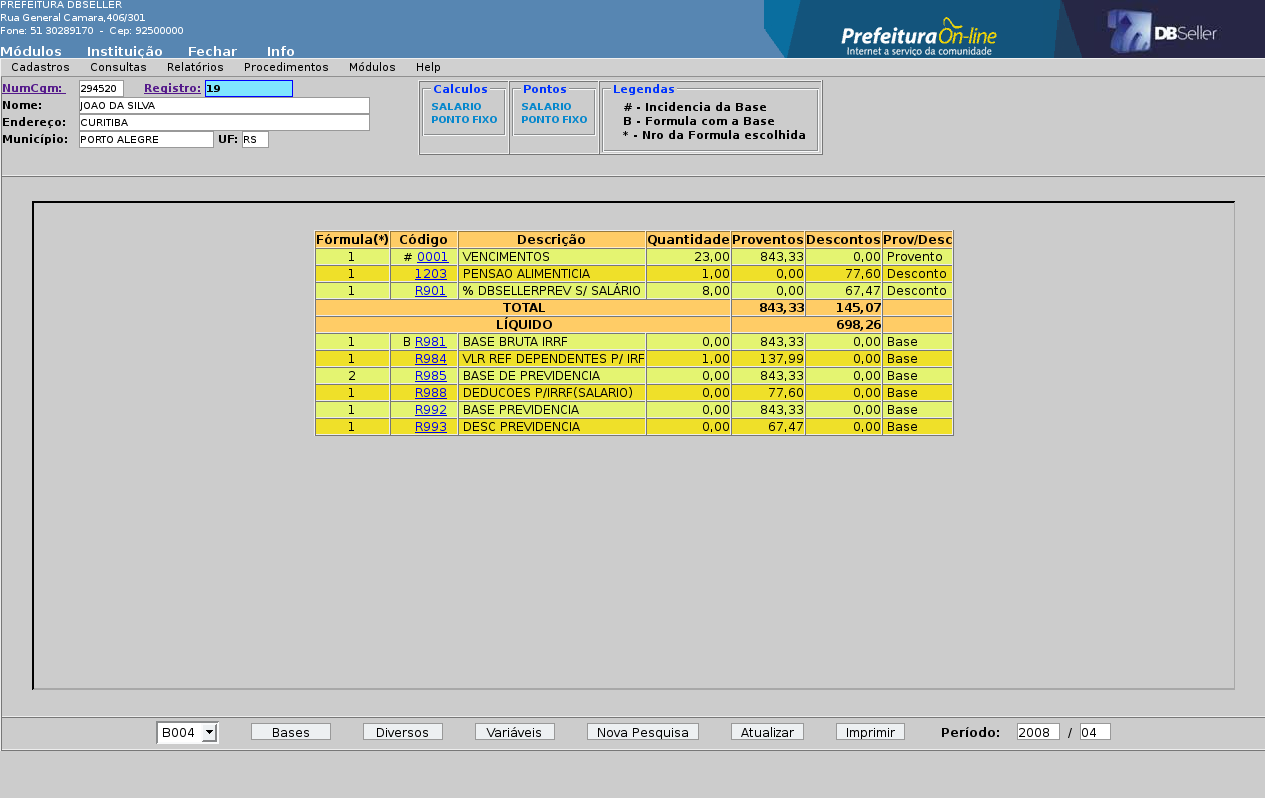 PREFEITURA DBSELLER
Rua General Camara,406/301
Fone: 51 30289170 - Cep: 92500000
Módulos Instituição Fechar Info
PrefeituraOn-line
Internet a serviço da comunidade
DBSeller
Cadastros Consultas Relatórios Procedimentos Módulos Help
NumCgm: 294520 Registro: 19
Nome: JOAO DA SILVA
Endereço: CURITIBA
Município: PORTO ALEGRE UF: RS
Calculos
SALARIO
PONTO FIXO
Pontos
SALARIO
PONTO FIXO
Legendas
# - Incidencia da Base
B - Formula com a Base
* - Nro da Formula escolhida
Fórmula(*) Código Descrição Quantidade Proventos Descontos Prov/Desc
1 # 0001 VENCIMENTOS 23,00 843,33 0,00 Provento
1 1203 PENSAO ALIMENTICIA 1,00 0,00 77,60 Desconto
1 R901 % DBSELLERPREV S/ SALÁRIO 8,00 0,00 67,47 Desconto
TOTAL 843,33 145,07
LÍQUIDO 698,26
1 B R981 BASE BRUTA IRRF 0,00 843,33 0,00 Base
1 R984 VLR REF DEPENDENTES P/ IRF 1,00 137,99 0,00 Base
2 R985 BASE DE PREVIDENCIA 0,00 843,33 0,00 Base
1 R988 DEDUCOES P/IRRF(SALARIO) 0,00 77,60 0,00 Base
1 R992 BASE PREVIDENCIA 0,00 843,33 0,00 Base
1 R993 DESC PREVIDENCIA 0,00 67,47 0,00 Base
B004 Bases Diversos Variáveis Nova Pesquisa Atualizar Imprimir Período: 2008 / 04